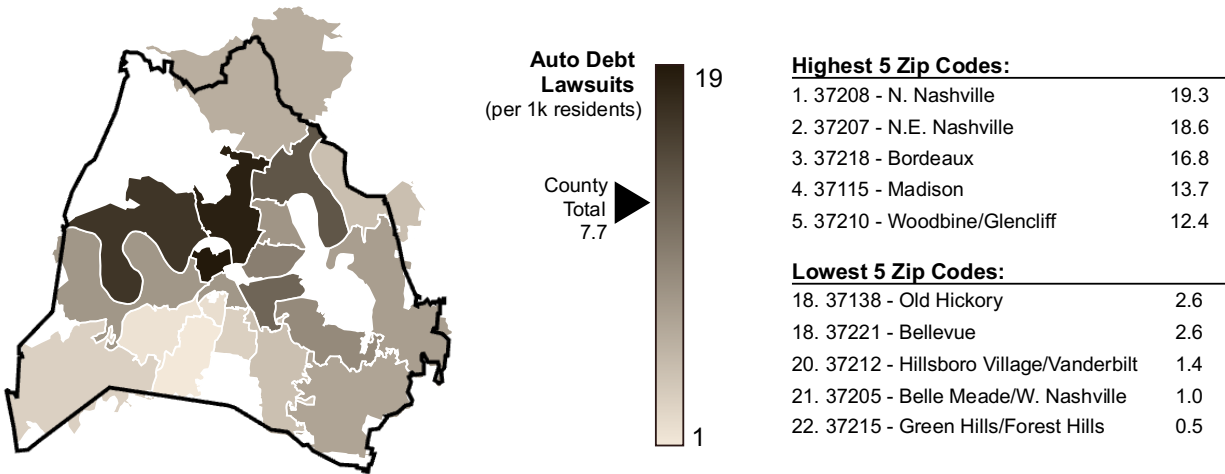 Auto Debt
Lawsuits
(per 1k residents)
19
County
Total
7.7
1
Highest 5 Zip Codes:
1. 37208 - N. Nashville 19.3
2. 37207 - N.E. Nashville 18.6
3. 37218 - Bordeaux 16.8
4. 37115 - Madison 13.7
5. 37210 - Woodbine/Glencliff 12.4
Lowest 5 Zip Codes:
18. 37138 - Old Hickory 2.6
18. 37221 - Bellevue 2.6
20. 37212 - Hillsboro Village/Vanderbilt 1.4
21. 37205 - Belle Meade/W. Nashville 1.0
22. 37215 - Green Hills/Forest Hills 0.5